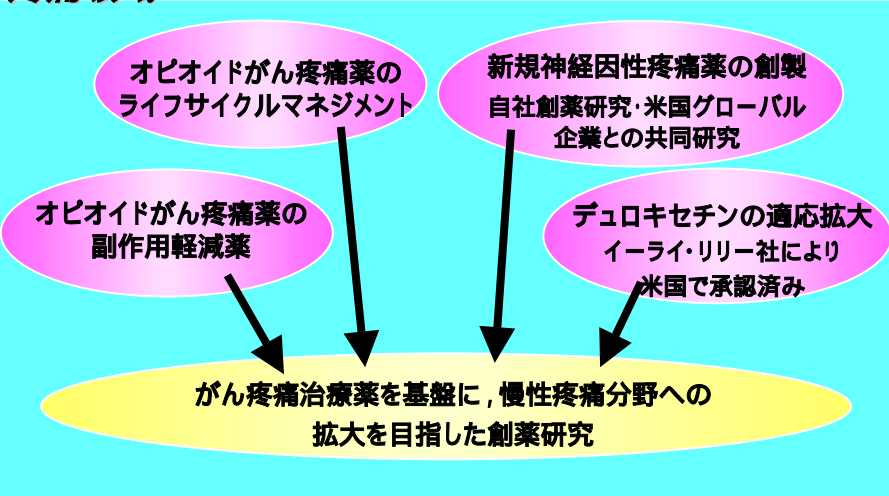 オピオイドがん疼痛薬の
ライフサイクルマネジメント
新規神経因性疼痛薬の創製
自社創薬研究・米国グローバル
企業との共同研究
オピオイドがん疼痛薬の
副作用軽減薬
デュロキセチンの適応拡大
イーライ・リリー社により
米国で承認済み
がん疼痛治療薬を基盤に,慢性疼痛分野への
拡大を目指した創薬研究